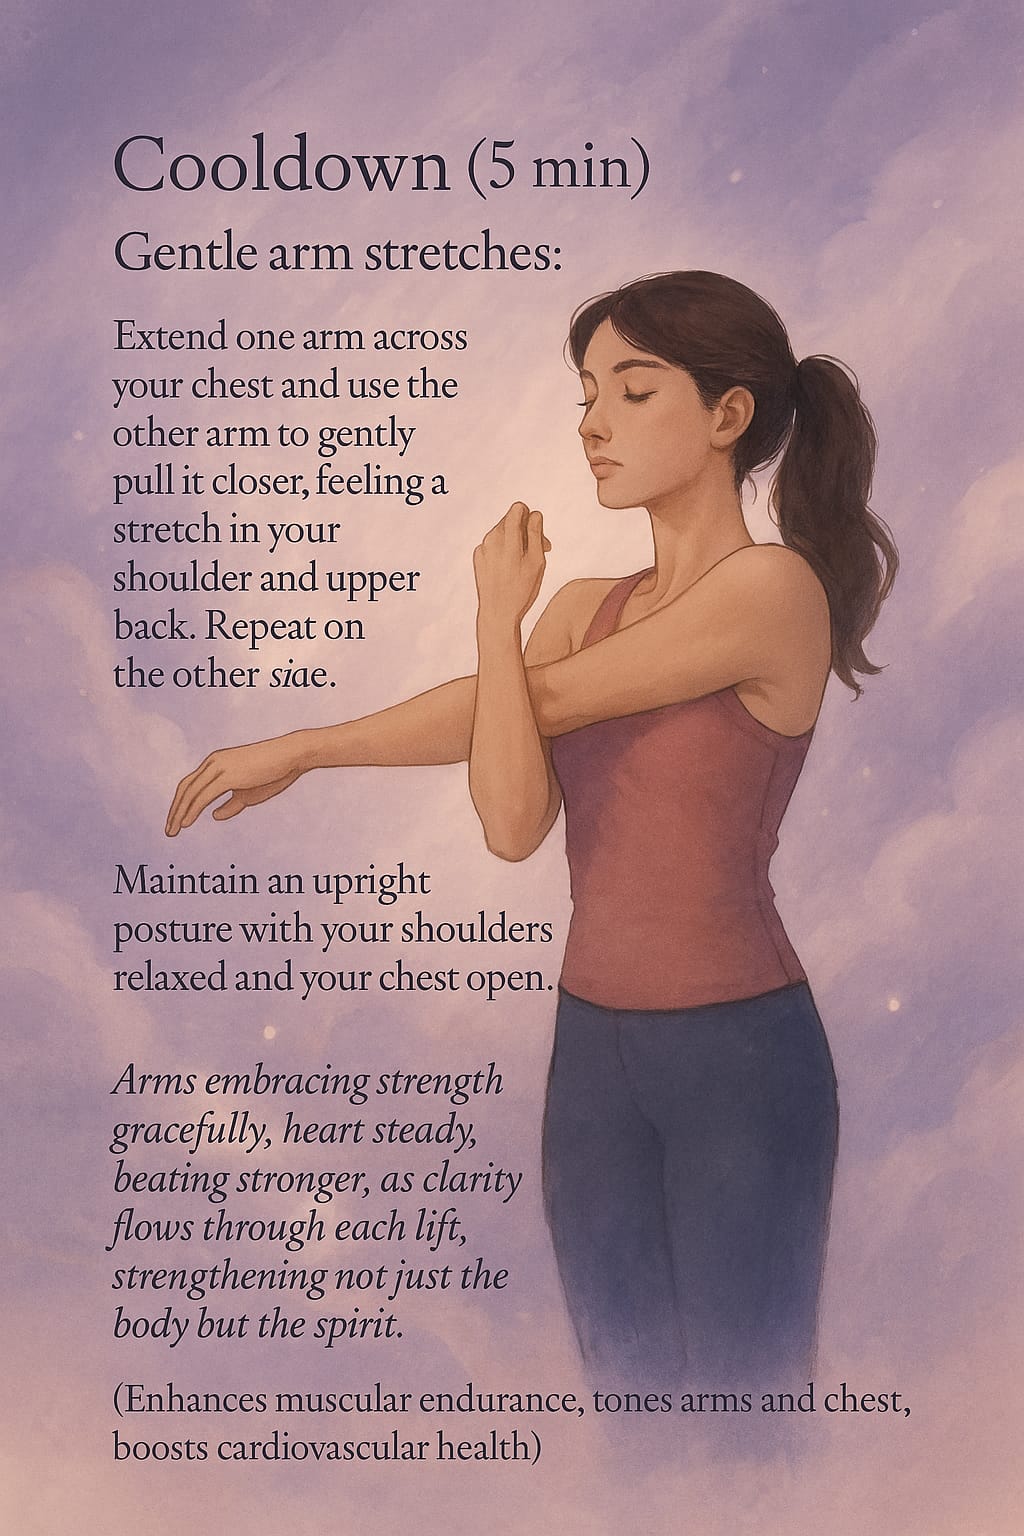 Cooldown (5 min)
Gentle arm stretches:
Extend one arm across
your chest and use the
other arm to gently
pull it closer, feeling a
stretch in your
shoulder and upper
back. Repeat on
the other siae.
Maintain an upright
posture with your shoulders
relaxed and your chest open.
Arms embracing strength
gracefully, heart steady,
beating stronger, as clarity
flows through each lift,
strengthening not just the
body but the spirit.
(Enhances muscular endurance, tones arms and chest,
boosts cardiovascular health)